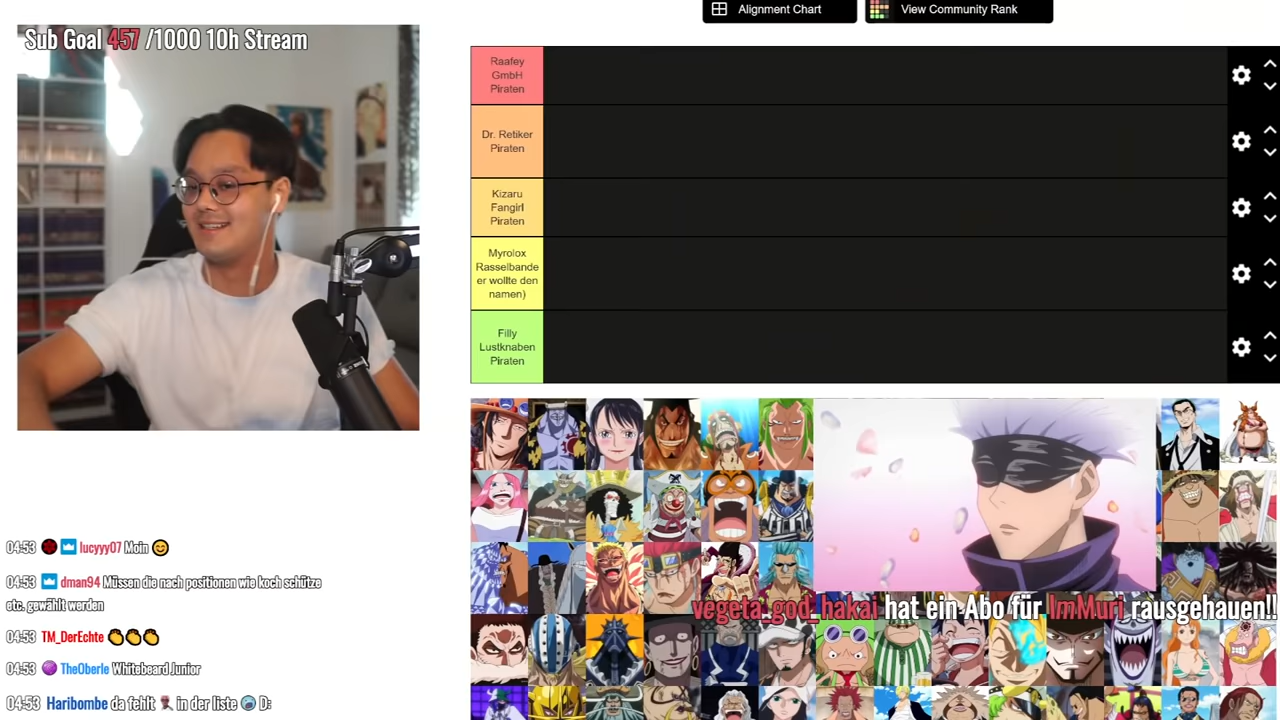 Alignment Chart
View Community Rank
Sub Goal 457 /1000 10h Stream
Raafey
GmbH
Piraten
Dr. Retiker
Piraten
Kizaru
Fangirl
Piraten
Myrolox
Rasselbande
er wollte den
namen)
Filly
Lustknaben
Piraten
04:53 lucyyy07 Moin 😊
04:53 dman94 Müssen die nach positionen wie koch schütze
etc. gewählt werden
04:53 TM_DerEchte 👏👏👏
04:53 TheOberle Whitebeard Junior
04:53 Haribombe da fehlt in der liste D:
vegeta_god_hakai hat ein Abo für ImMuri rausgehauen!!